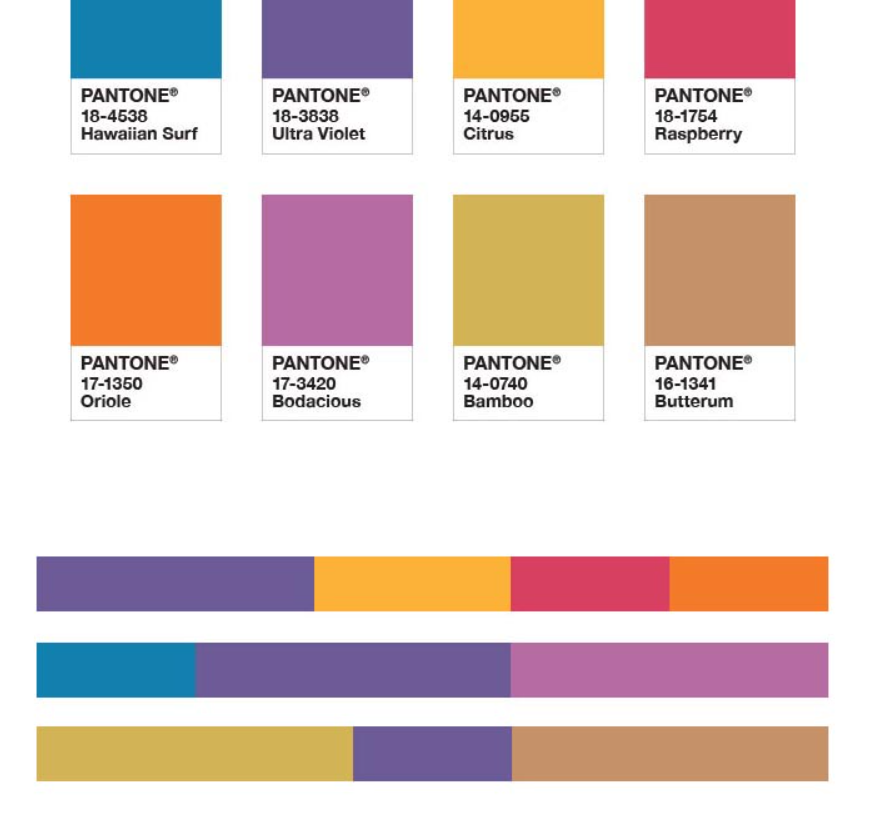 PANTONE®
18-4538
Hawaiian Surf
PANTONE®
18-3838
Ultra Violet
PANTONE®
14-0955
Citrus
PANTONE®
18-1754
Raspberry
PANTONE®
17-1350
Oriole
PANTONE®
17-3420
Bodacious
PANTONE®
14-0740
Bamboo
PANTONE®
16-1341
Butterum